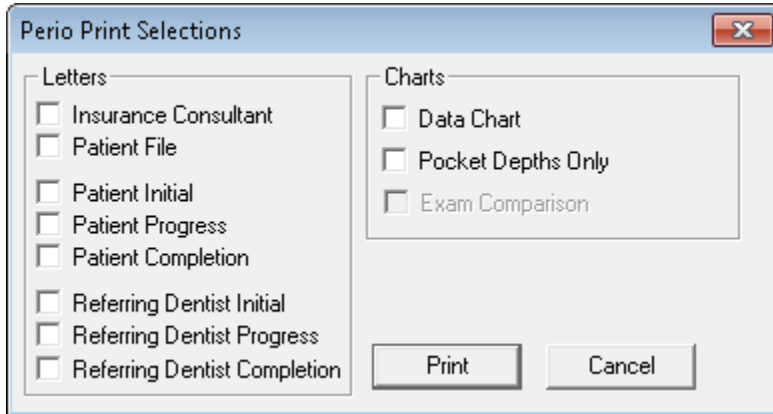 Perio Print Selections
Letters
Insurance Consultant
Patient File
Patient Initial
Patient Progress
Patient Completion
Referring Dentist Initial
Referring Dentist Progress
Referring Dentist Completion
Charts
Data Chart
Pocket Depths Only
Exam Comparison
Print
Cancel